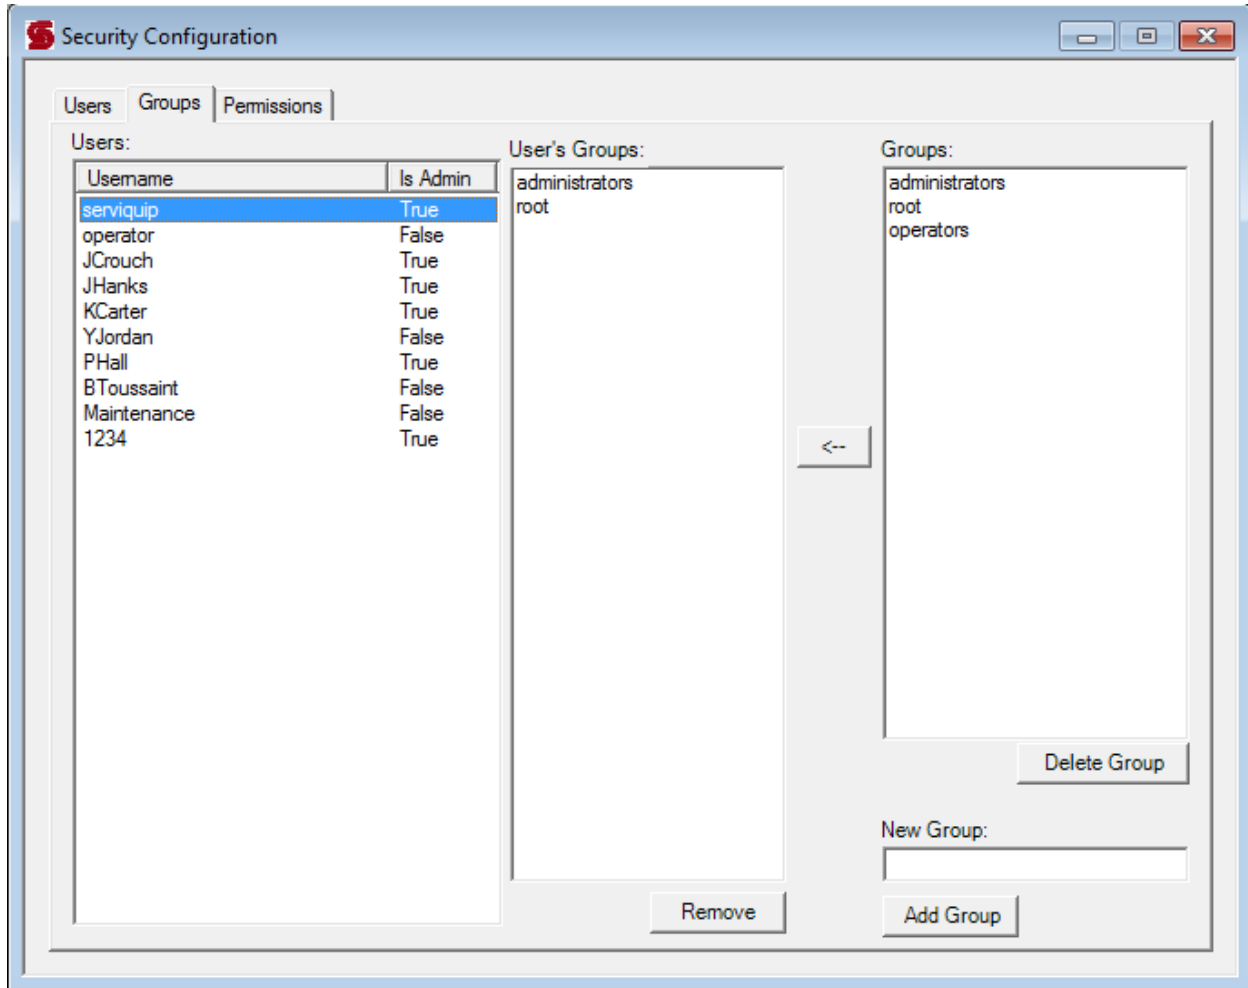 Security Configuration
Users Groups Permissions
Users:
Username Is Admin
serviquip True
operator False
JCrouch True
JHanks True
KCarter True
YJordan False
PHall True
BToussaint False
Maintenance False
1234 True
User's Groups:
administrators
root
Remove
<--
Groups:
administrators
root
operators
Delete Group
New Group:
Add Group